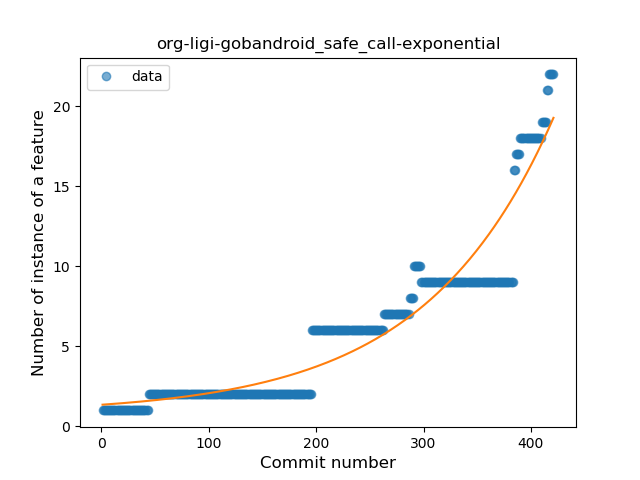 org-ligi-gobandroid_safe_call-exponential
data
Number of instance of a feature
20
15
10
5
0
0 100 200 300 400
Commit number